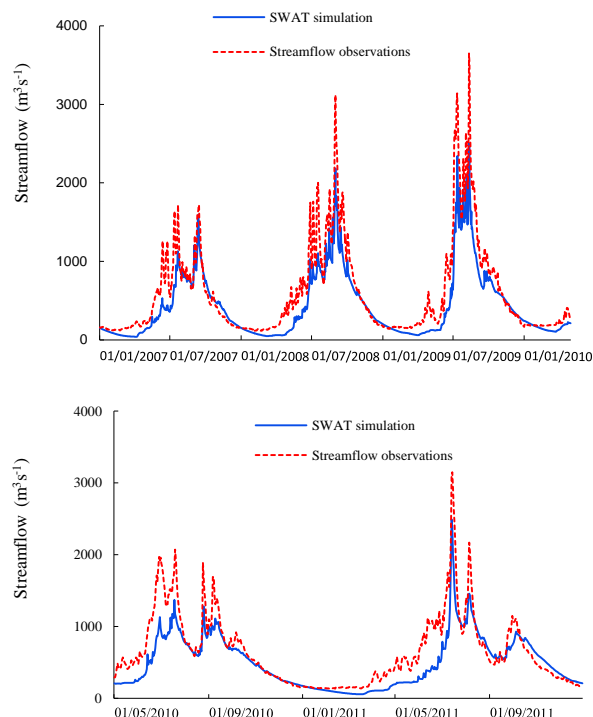 SWAT simulation
Streamflow observations
Streamflow (m³s⁻¹)
4000
3000
2000
1000
0
01/01/2007 01/07/2007 01/01/2008 01/07/2008 01/01/2009 01/07/2009 01/01/2010
SWAT simulation
Streamflow observations
Streamflow (m³s⁻¹)
4000
3000
2000
1000
0
01/05/2010 01/09/2010 01/01/2011 01/05/2011 01/09/2011